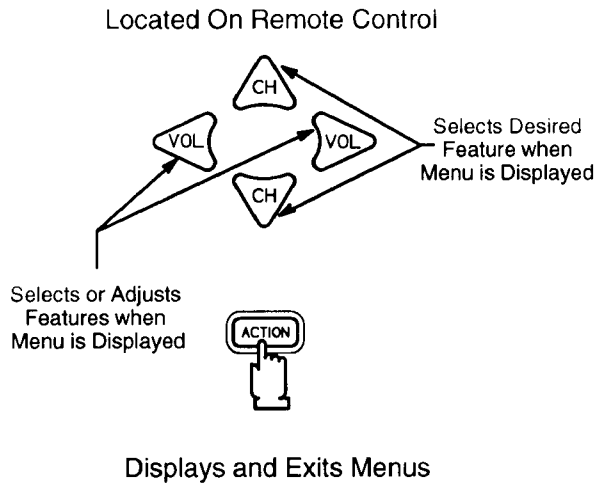 Located On Remote Control
CH
VOL
VOL
CH
Selects Desired
Feature when
Menu is Displayed
Selects or Adjusts
Features when
Menu is Displayed
ACTION
Displays and Exits Menus